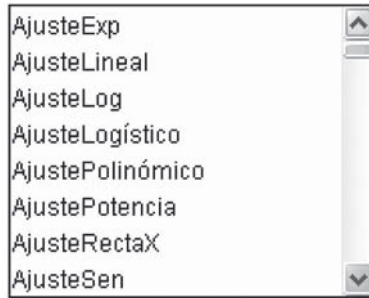 AjusteExp
AjusteLineal
AjusteLog
AjusteLogístico
AjustePolinómico
AjustePotencia
AjusteRectaX
AjusteSen